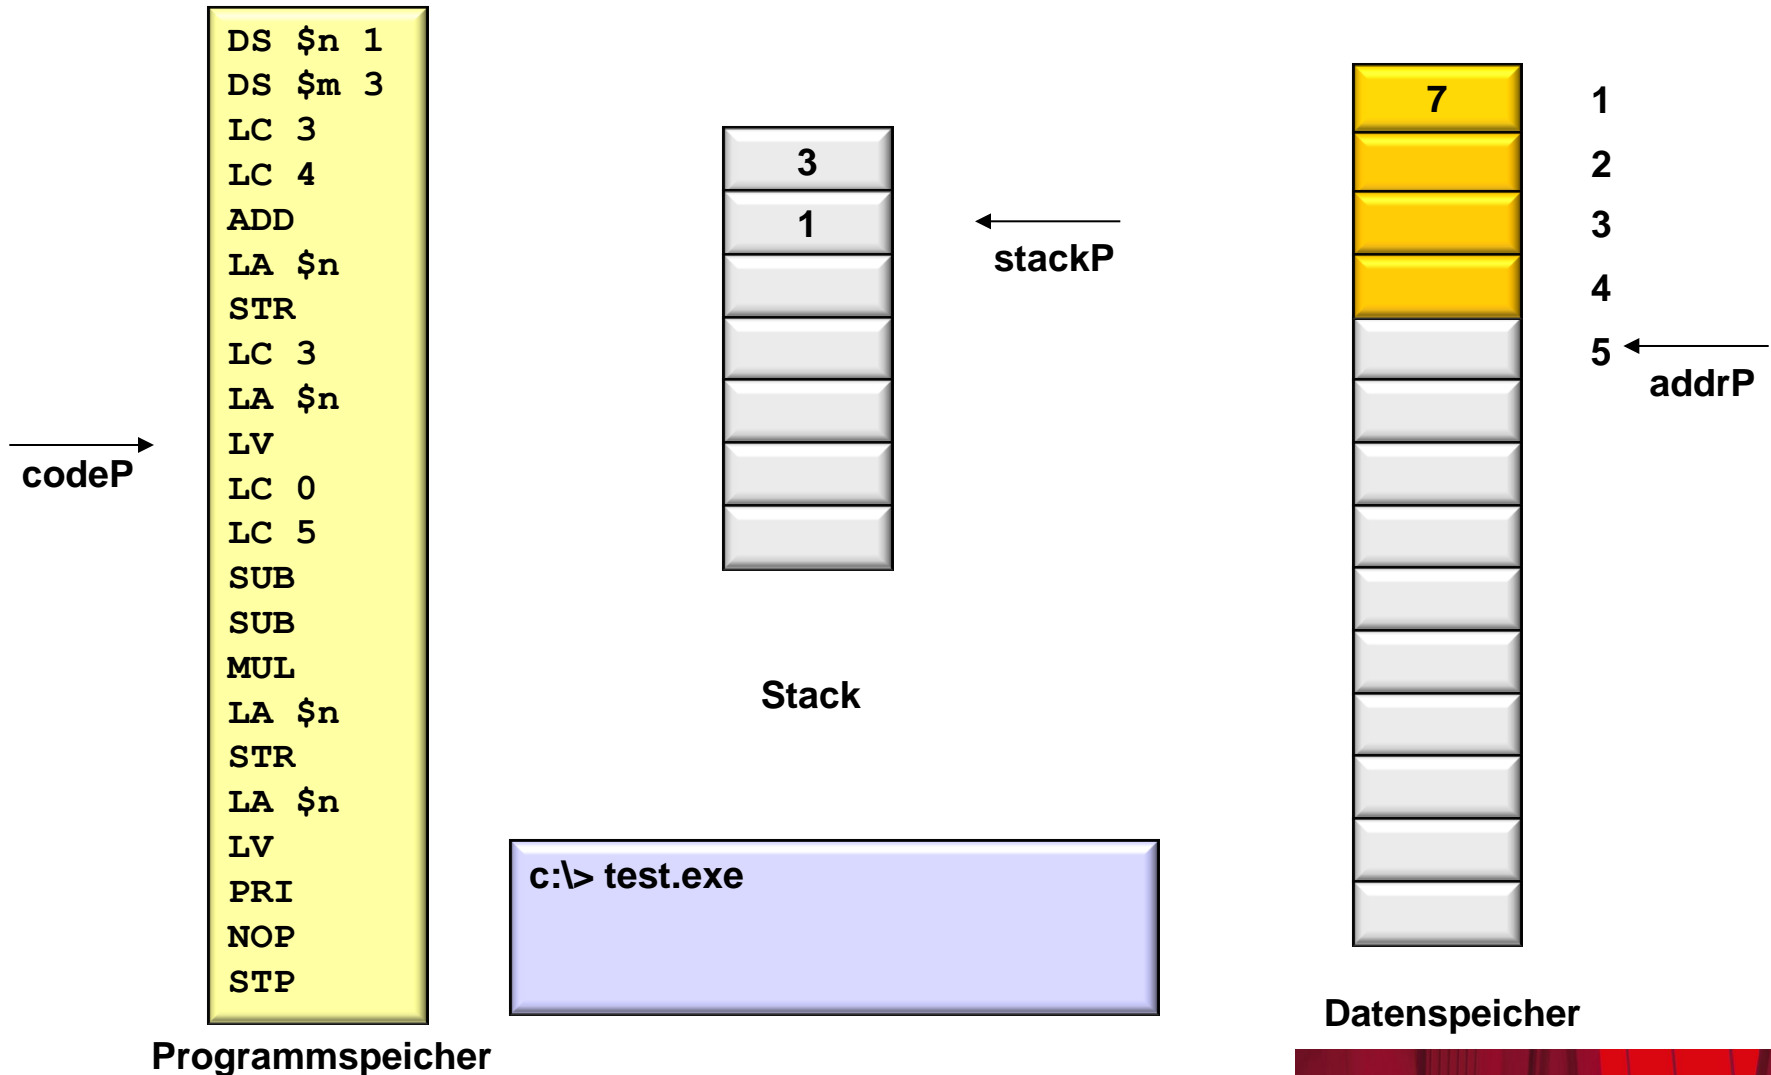 DS $n 1
DS $m 3
LC 3
LC 4
ADD
LA $n
STR
LC 3
LA $n
LV
LC 0
LC 5
SUB
SUB
MUL
LA $n
STR
LA $n
LV
PRI
NOP
STP
codeP
Programmspeicher
3
1
stackP
Stack
c:\> test.exe
7
1
2
3
4
5
addrP
Datenspeicher